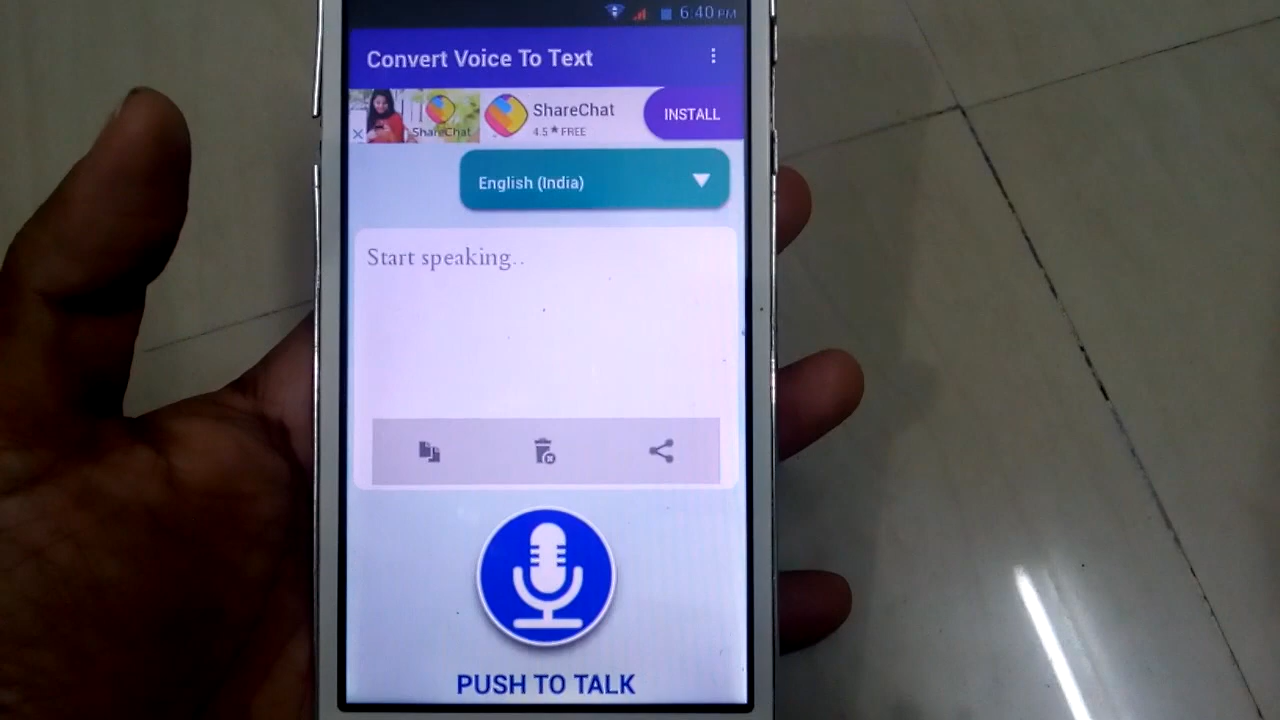 6:40 PM
Convert Voice To Text
ShareChat
ShareChat
4.5★FREE
INSTALL
English (India)
Start speaking..
PUSH TO TALK